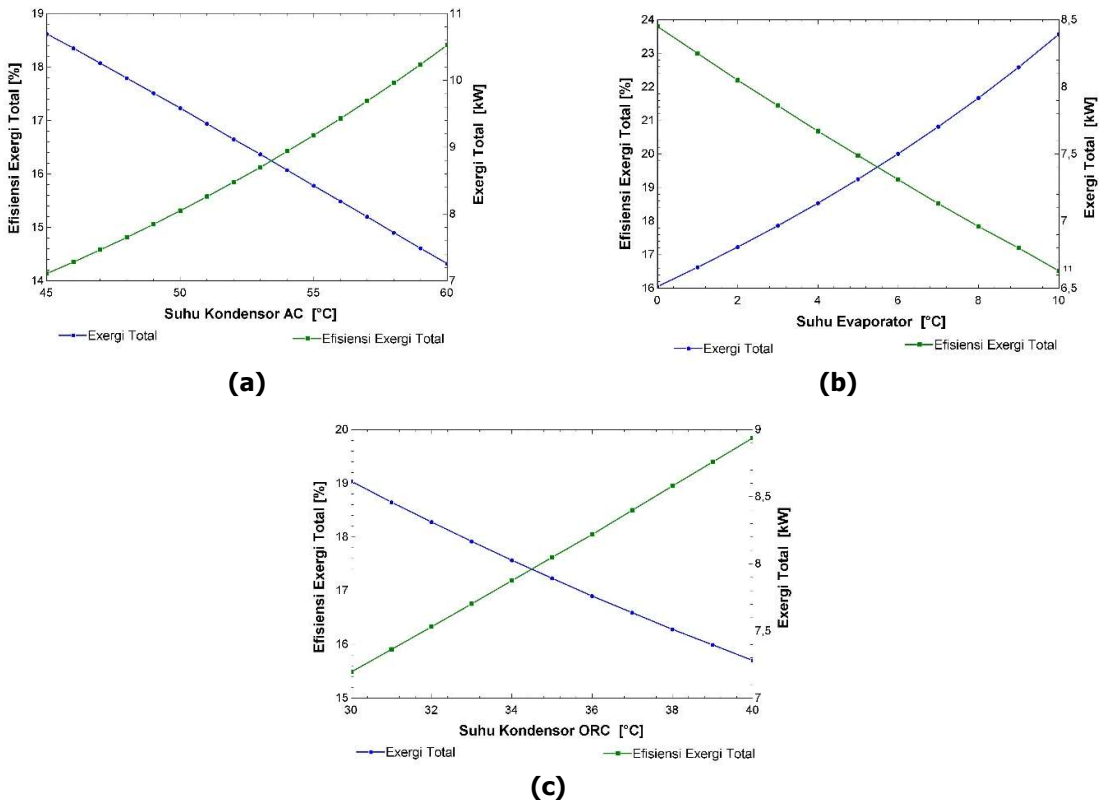 19
18
17
16
15
14
Efisiensi Exergi Total [%]
11
10
9
8
7
Exergi Total [kW]
45
50
55
60
Suhu Kondensor AC [°C]
Exergi Total
Efisiensi Exergi Total
(a)
24
23
22
21
20
19
18
17
16
Efisiensi Exergi Total [%]
8,5
8
7,5
7
11
6,5
Exergi Total [kW]
0
2
4
6
8
10
Suhu Evaporator [°C]
Exergi Total
Efisiensi Exergi Total
(b)
20
19
18
17
16
15
Efisiensi Exergi Total [%]
9
8,5
8
7,5
7
Exergi Total [kW]
30
32
34
36
38
40
Suhu Kondensor ORC [°C]
Exergi Total
Efisiensi Exergi Total
(c)